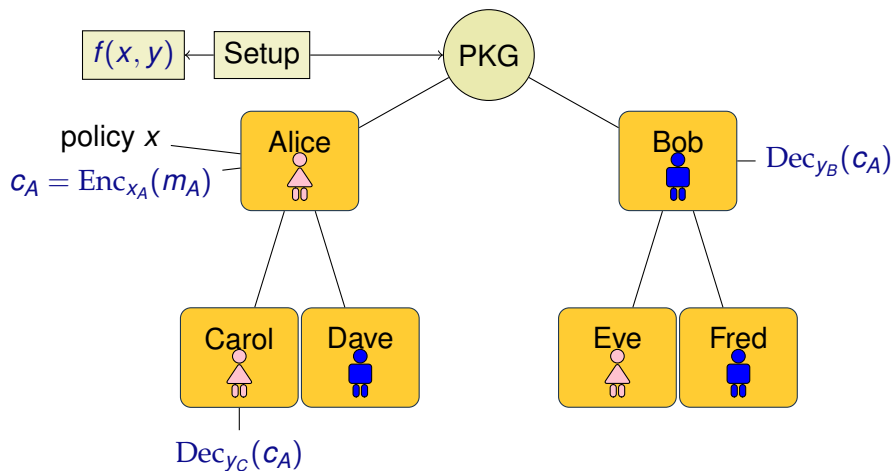 f(x, y)
Setup
PKG
policy x
Alice
Bob
c_A = Enc_{x_A}(m_A)
Dec_{y_B}(c_A)
Carol
Dave
Eve
Fred
Dec_{y_C}(c_A)